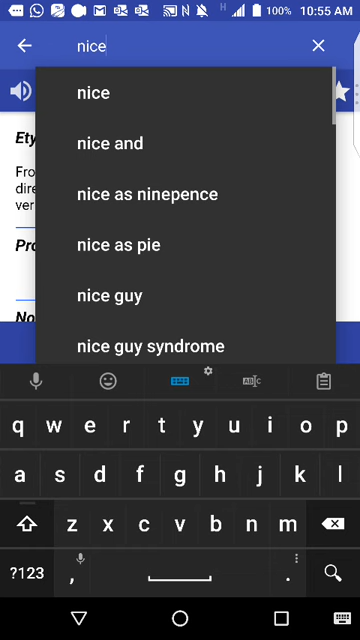 H
100%
10:55 AM
nice
nice
nice and
nice as ninepence
nice as pie
nice guy
nice guy syndrome
Ety
Fro
dire
ver
Pro
No
ABC
q w e r t y u i o p
a s d f g h j k l
z x c v b n m
?123 , .